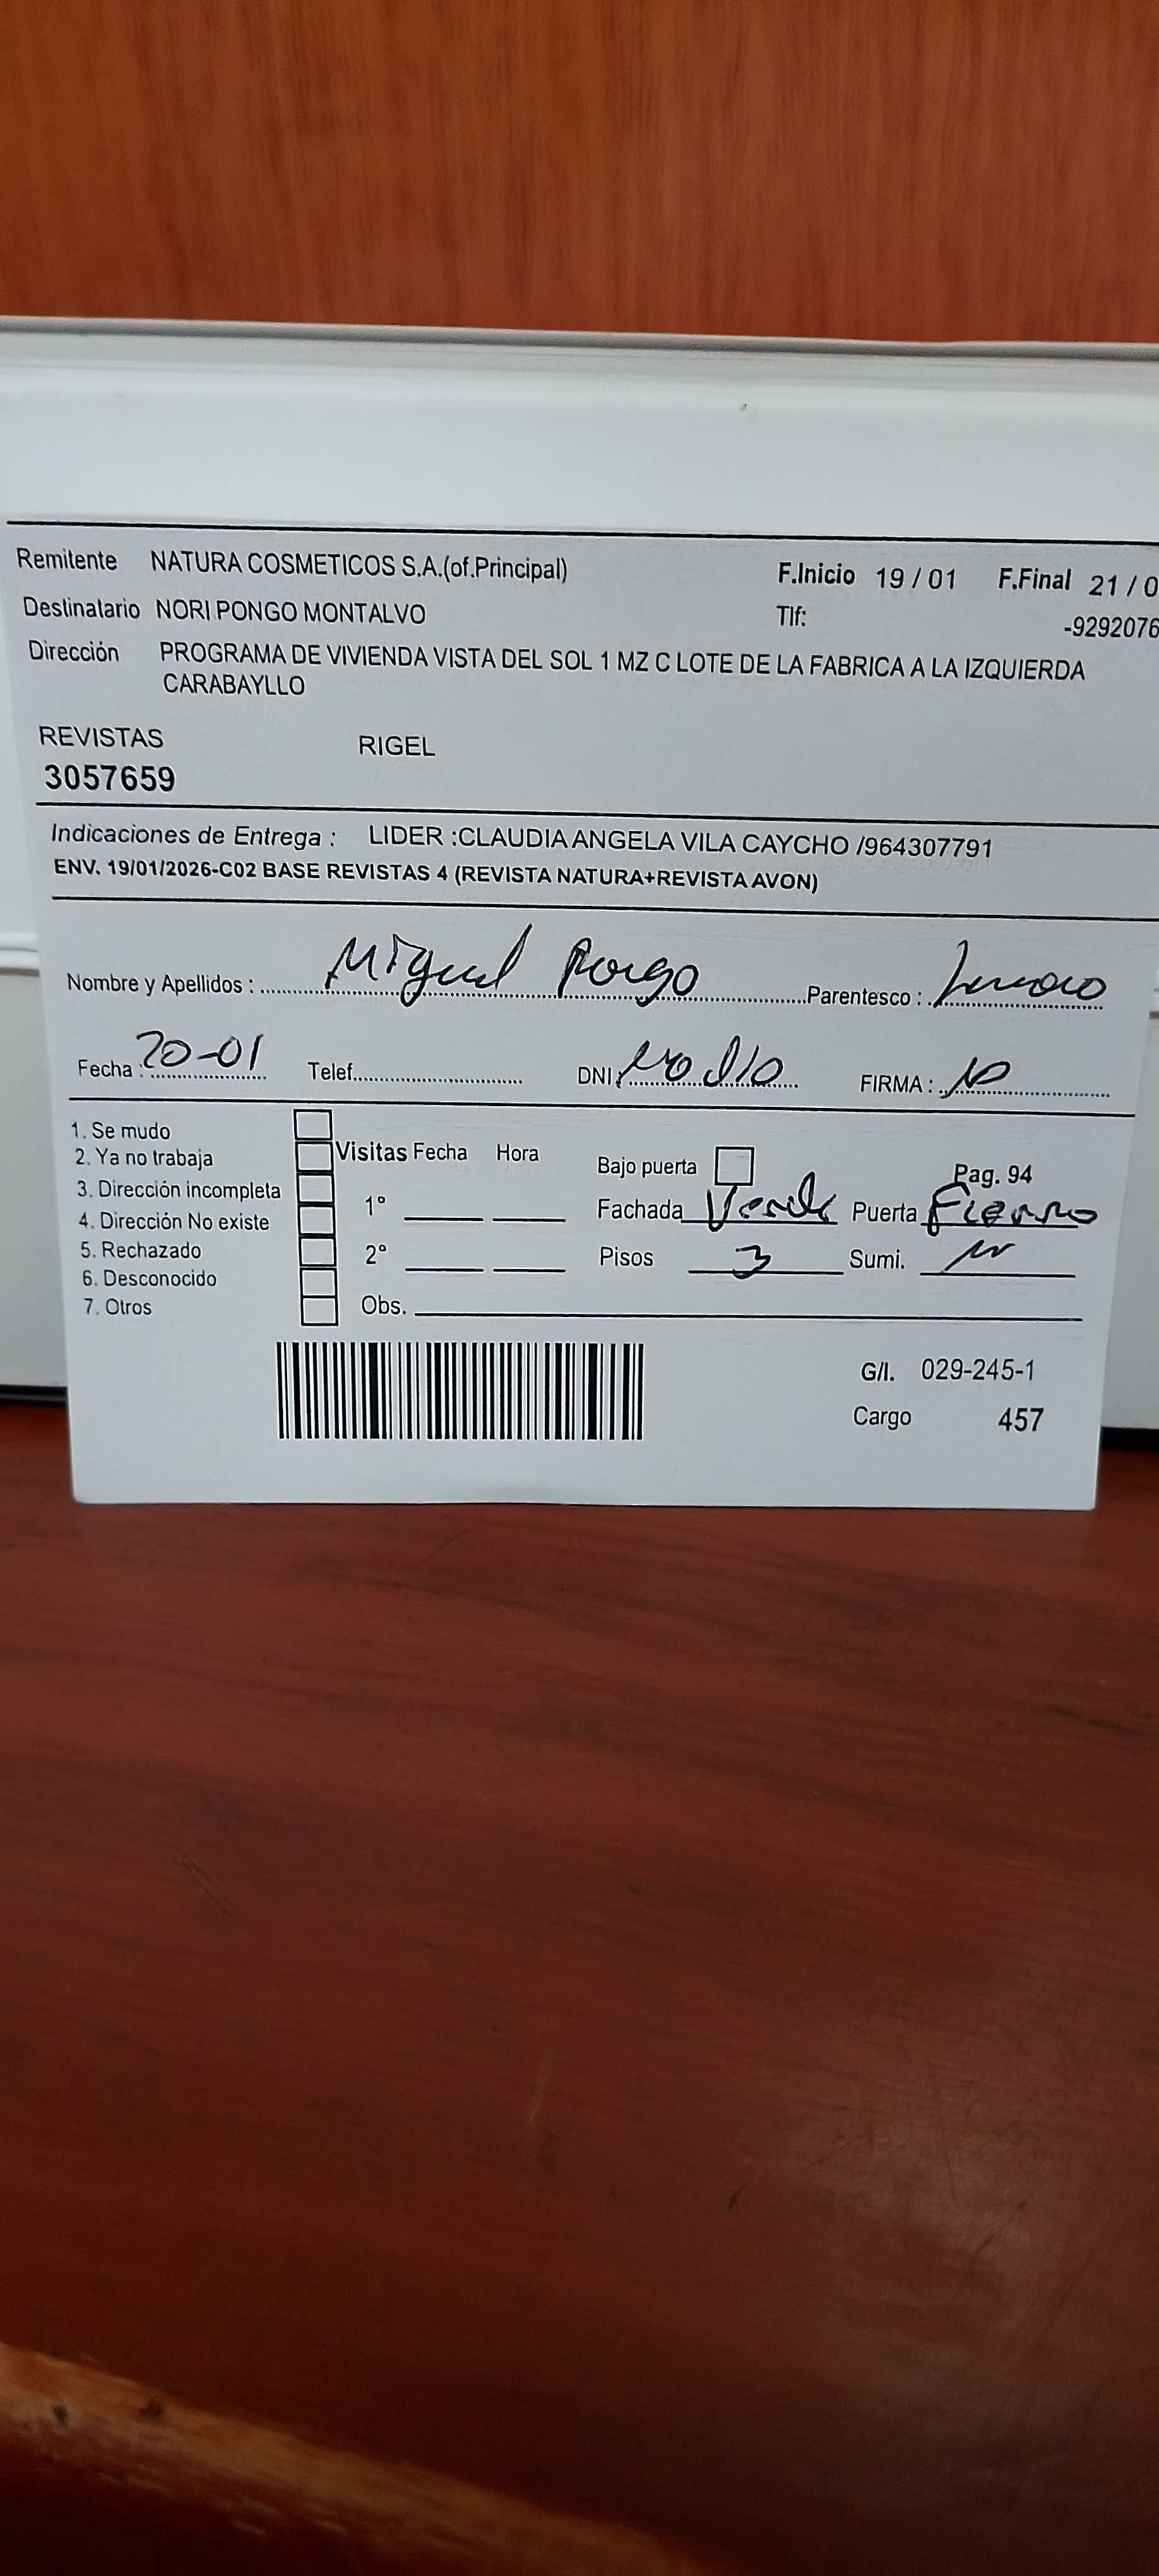 Remitente NATURA COSMETICOS S.A.(of.Principal) F.Inicio 19 / 01 F.Final 21 / 0
Destinatario NORI PONGO MONTALVO Tlf: -9292076
Dirección PROGRAMA DE VIVIENDA VISTA DEL SOL 1 MZ C LOTE DE LA FABRICA A LA IZQUIERDA
CARABAYLLO
REVISTAS RIGEL
3057659
Indicaciones de Entrega : LIDER :CLAUDIA ANGELA VILA CAYCHO /964307791
ENV. 19/01/2026-C02 BASE REVISTAS 4 (REVISTA NATURA+REVISTA AVON)
Nombre y Apellidos : Miguel Pongo Parentesco :
Fecha : 20-01 Telef. DNI : no dio FIRMA :
1. Se mudo
2. Ya no trabaja Visitas Fecha Hora Bajo puerta Pag. 94
3. Dirección incompleta 1° Fachada Verde Puerta Fierro
4. Dirección No existe
5. Rechazado 2° Pisos 3 Sumi.
6. Desconocido
7. Otros Obs.
G/I. 029-245-1
Cargo 457